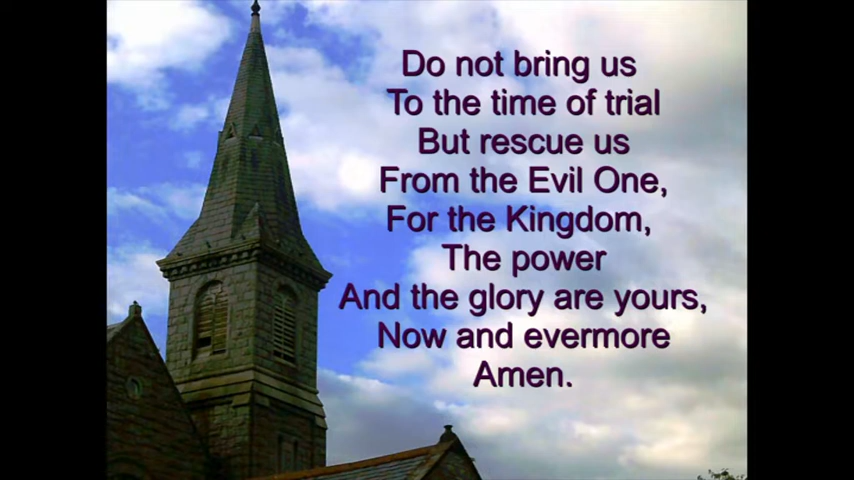 Do not bring us
To the time of trial
But rescue us
From the Evil One,
For the Kingdom,
The power
And the glory are yours,
Now and evermore
Amen.